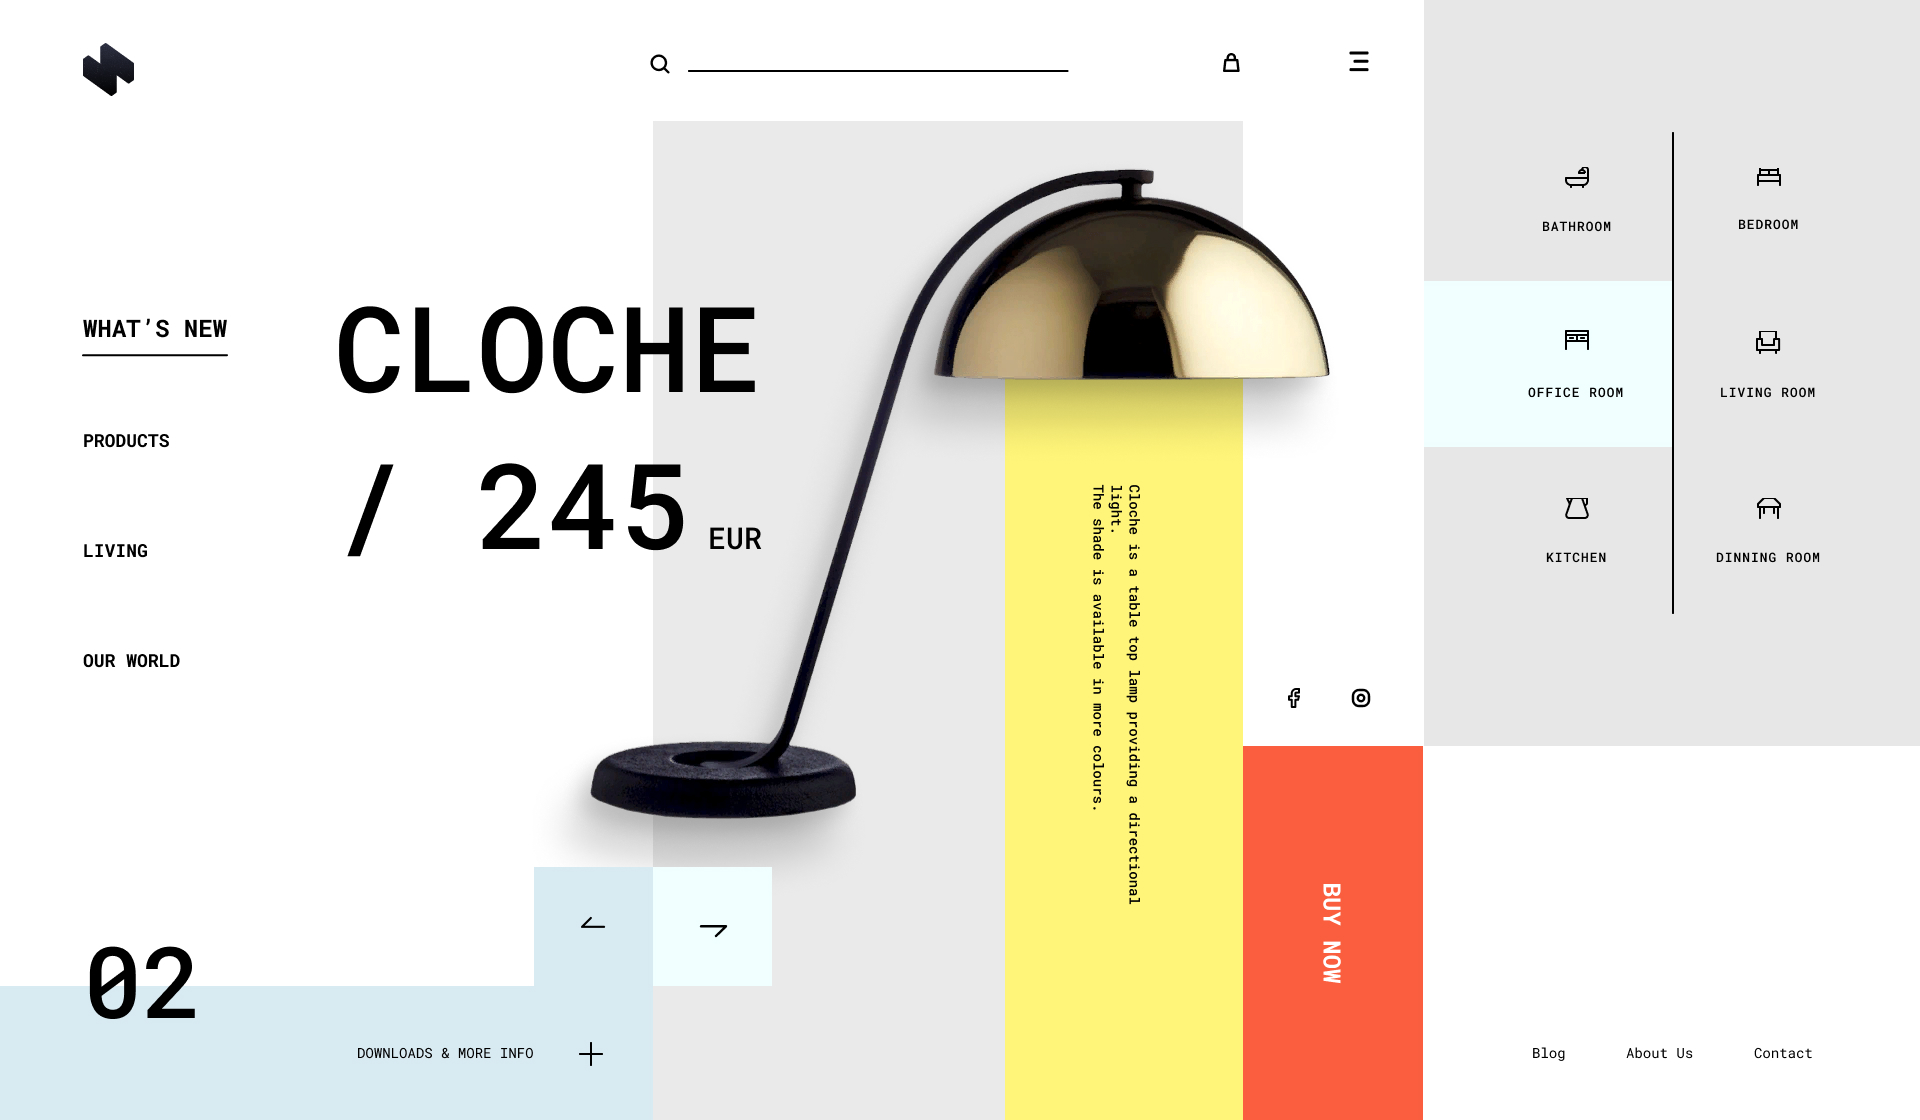 WHAT’S NEW
PRODUCTS
LIVING
OUR WORLD
CLOCHE
/ 245 EUR
Cloche is a table top lamp providing a directional
light.
The shade is available in more colours.
BATHROOM
BEDROOM
OFFICE ROOM
LIVING ROOM
KITCHEN
DINNING ROOM
BUY NOW
02
DOWNLOADS & MORE INFO
Blog
About Us
Contact